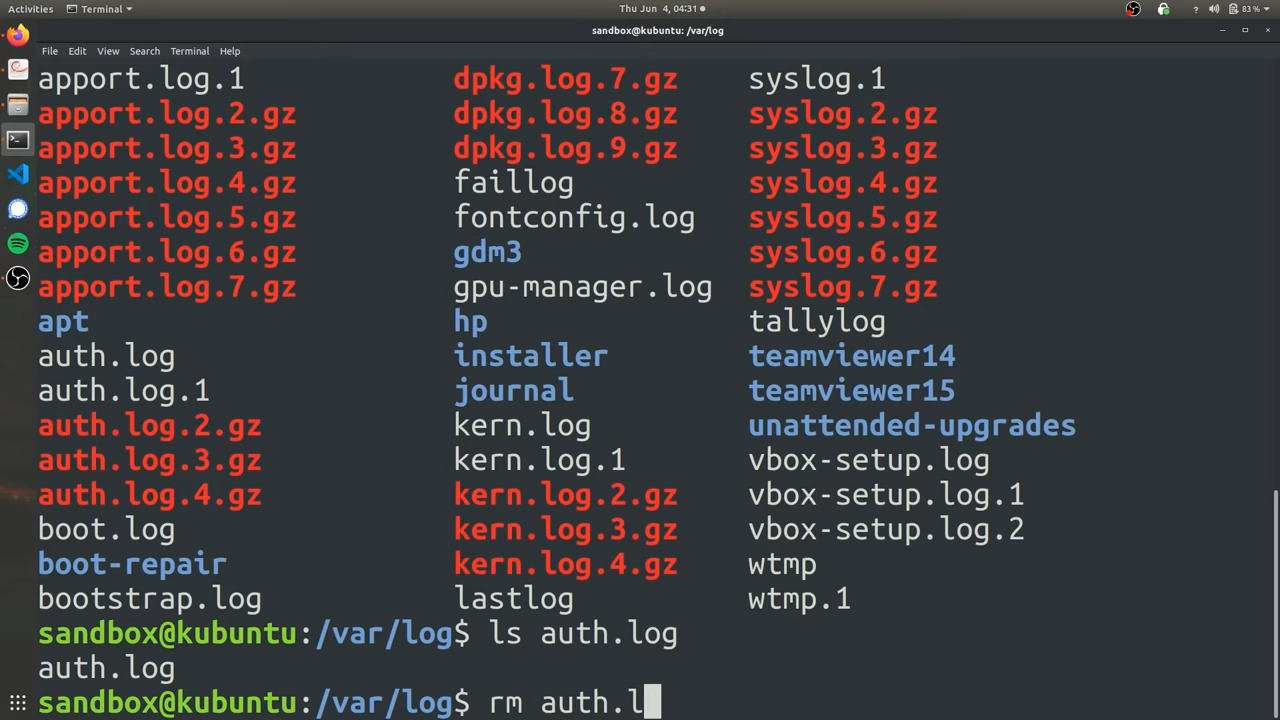 Activities Terminal Thu Jun 4, 04:31 83 %
sandbox@kubuntu: /var/log
File Edit View Search Terminal Help
apport.log.1 dpkg.log.7.gz syslog.1
apport.log.2.gz dpkg.log.8.gz syslog.2.gz
apport.log.3.gz dpkg.log.9.gz syslog.3.gz
apport.log.4.gz faillog syslog.4.gz
apport.log.5.gz fontconfig.log syslog.5.gz
apport.log.6.gz gdm3 syslog.6.gz
apport.log.7.gz gpu-manager.log syslog.7.gz
apt hp tallylog
auth.log installer teamviewer14
auth.log.1 journal teamviewer15
auth.log.2.gz kern.log unattended-upgrades
auth.log.3.gz kern.log.1 vbox-setup.log
auth.log.4.gz kern.log.2.gz vbox-setup.log.1
boot.log kern.log.3.gz vbox-setup.log.2
boot-repair kern.log.4.gz wtmp
bootstrap.log lastlog wtmp.1
sandbox@kubuntu:/var/log$ ls auth.log
auth.log
sandbox@kubuntu:/var/log$ rm auth.l